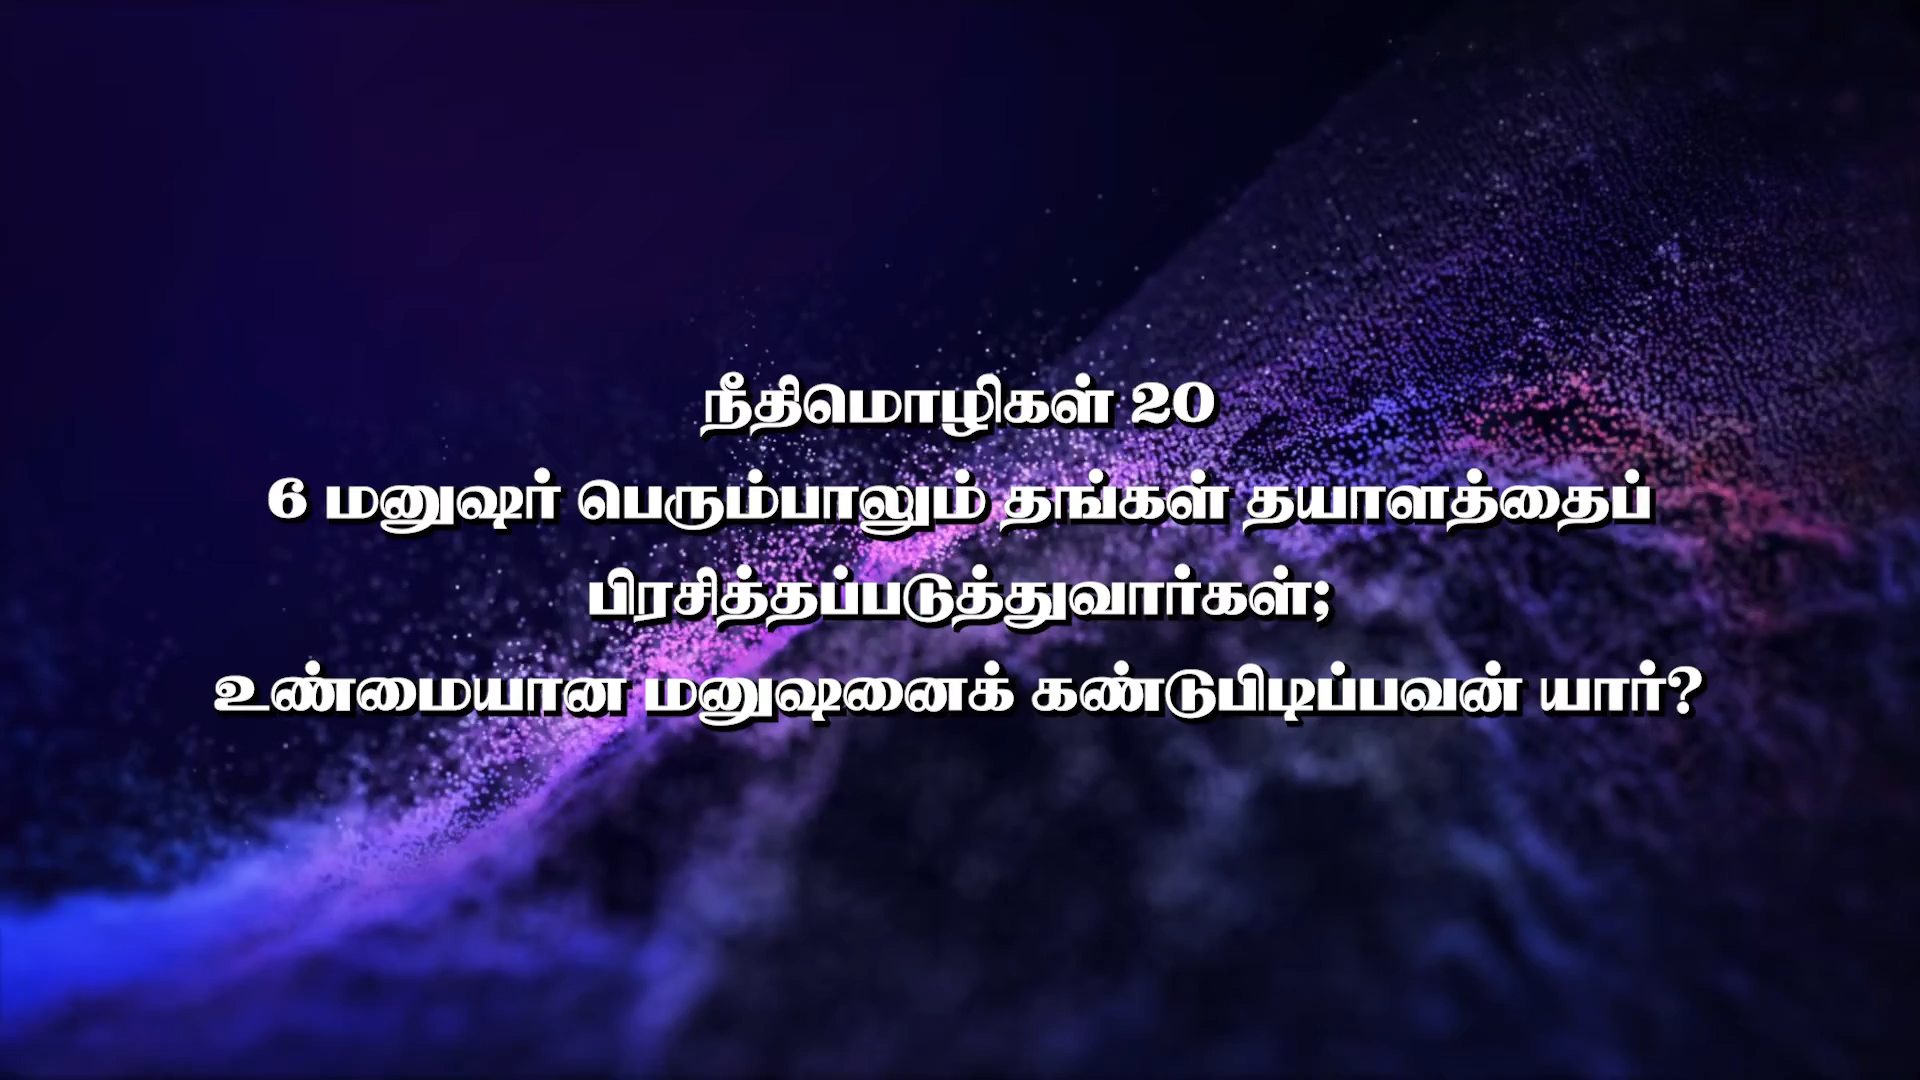 நீதிமொழிகள் 20
6 மனுஷர் பெரும்பாலும் தங்கள் தயாளத்தைப்
பிரசித்தப்படுத்துவார்கள்;
உண்மையான மனுஷனைக் கண்டுபிடிப்பவன் யார்?